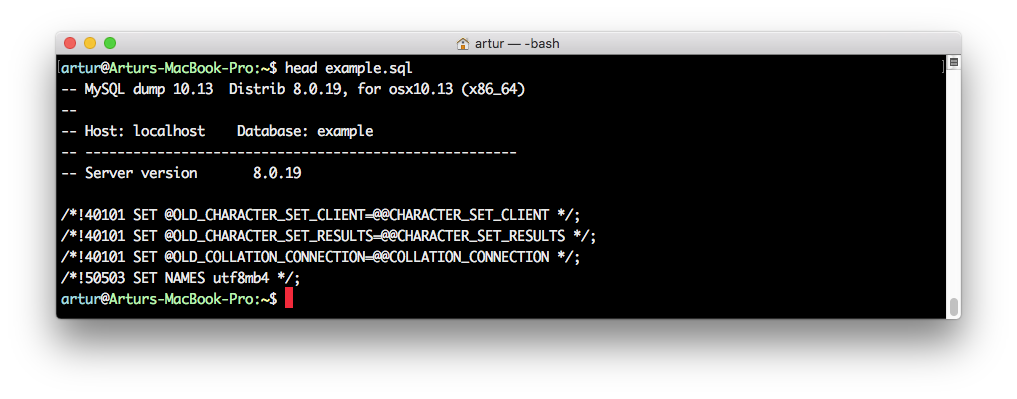 artur — -bash
[artur@Arturs-MacBook-Pro:~$ head example.sql ]
-- MySQL dump 10.13  Distrib 8.0.19, for osx10.13 (x86_64)
--
-- Host: localhost    Database: example
-- ------------------------------------------------------
-- Server version       8.0.19

/*!40101 SET @OLD_CHARACTER_SET_CLIENT=@@CHARACTER_SET_CLIENT */;
/*!40101 SET @OLD_CHARACTER_SET_RESULTS=@@CHARACTER_SET_RESULTS */;
/*!40101 SET @OLD_COLLATION_CONNECTION=@@COLLATION_CONNECTION */;
/*!50503 SET NAMES utf8mb4 */;
artur@Arturs-MacBook-Pro:~$